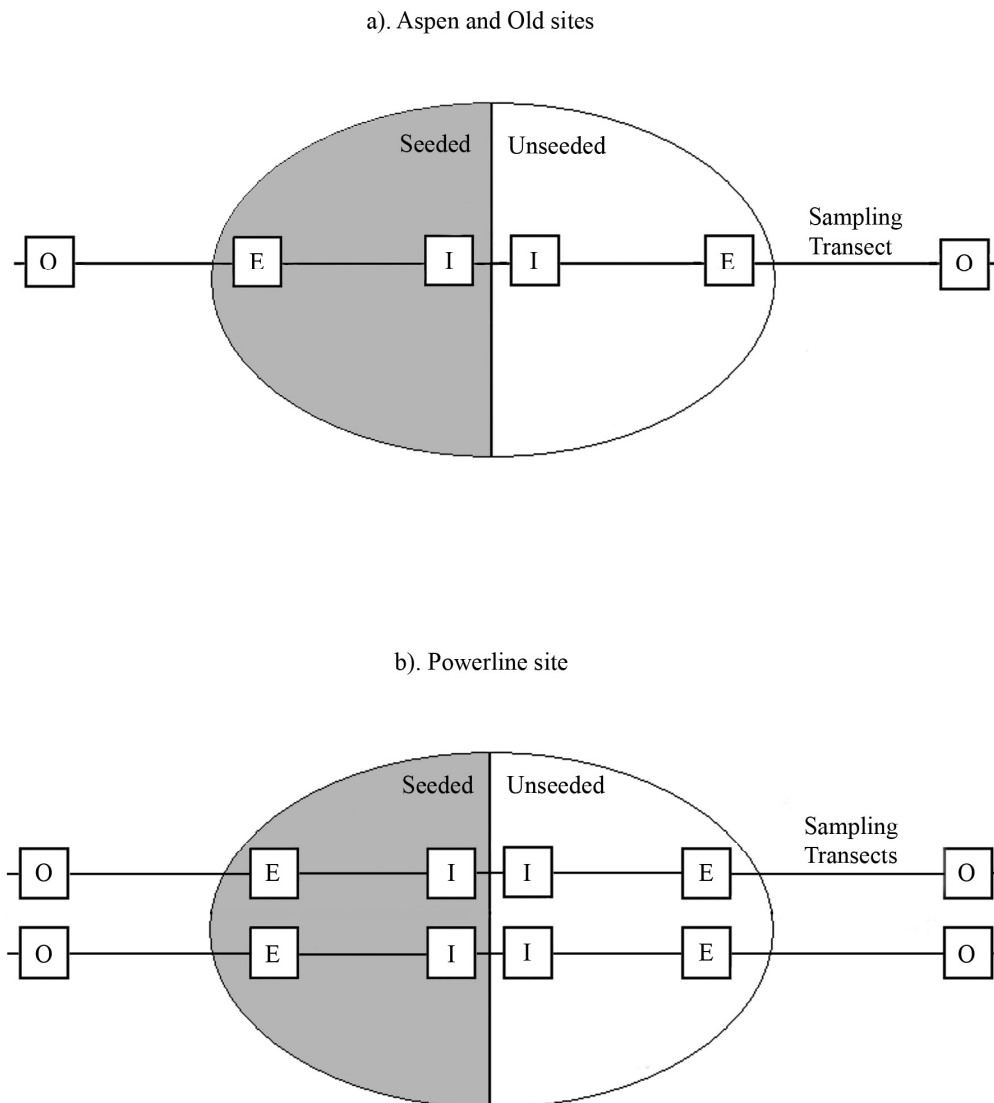 a). Aspen and Old sites
Seeded
Unseeded
Sampling
Transect
O
E
I
I
E
O
b). Powerline site
Seeded
Unseeded
Sampling
Transects
O
E
I
I
E
O
O
E
I
I
E
O